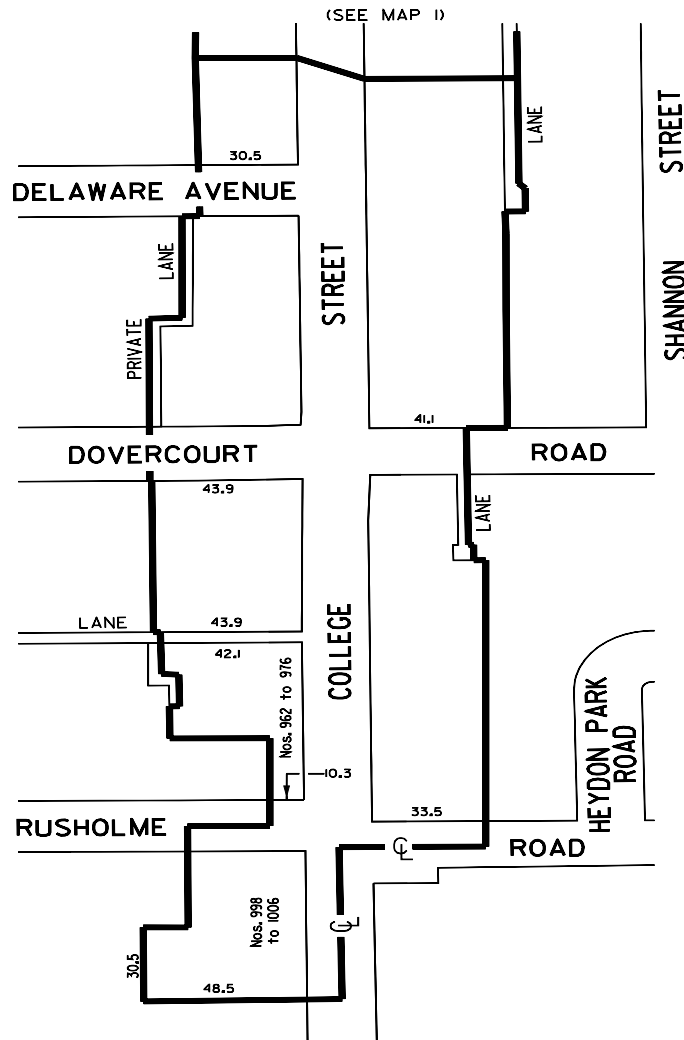 (SEE MAP 1)
30.5
DELAWARE AVENUE
LANE
STREET
SHANNON
LANE
STREET
PRIVATE
41.1
DOVERCOURT
ROAD
43.9
LANE
LANE
43.9
42.1
COLLEGE
Nos. 962 to 976
HEYDON PARK
ROAD
10.3
33.5
RUSHOLME
ROAD
CL
Nos. 998
to 1006
CL
30.5
48.5